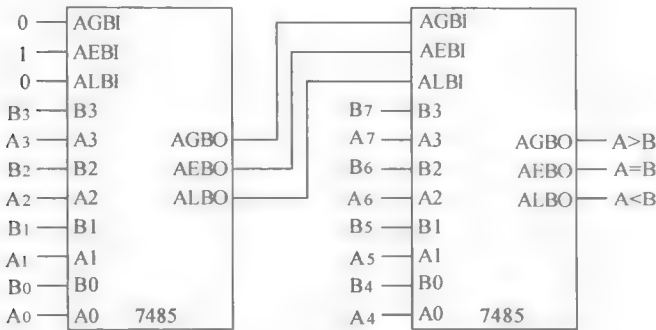 0 AGBI
1 AEBI
0 ALBI
B3 B3
A3 A3 AGBO
B2 B2 AEBO
A2 A2 ALBO
B1 B1
A1 A1
B0 B0
A0 A0 7485
AGBI
AEBI
ALBI
B7 B3
A7 A3 AGBO A>B
B6 B2 AEBO A=B
A6 A2 ALBO A<B
B5 B1
A5 A1
B4 B0
A4 A0 7485